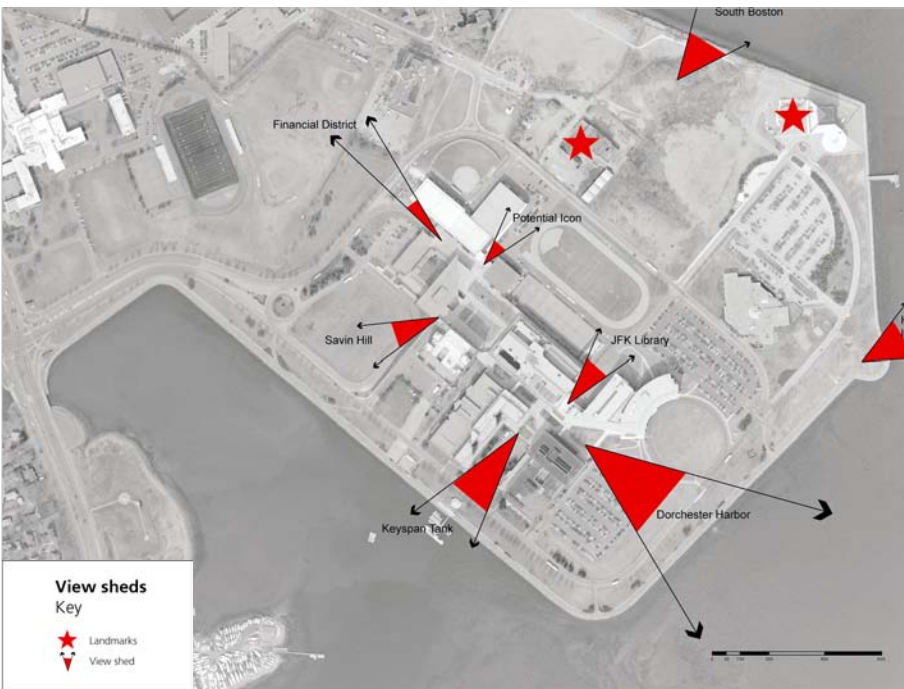 South Boston
Financial District
Potential Icon
Savin Hill
JFK Library
Keyspan Tank
Dorchester Harbor
View sheds
Key
Landmarks
View shed